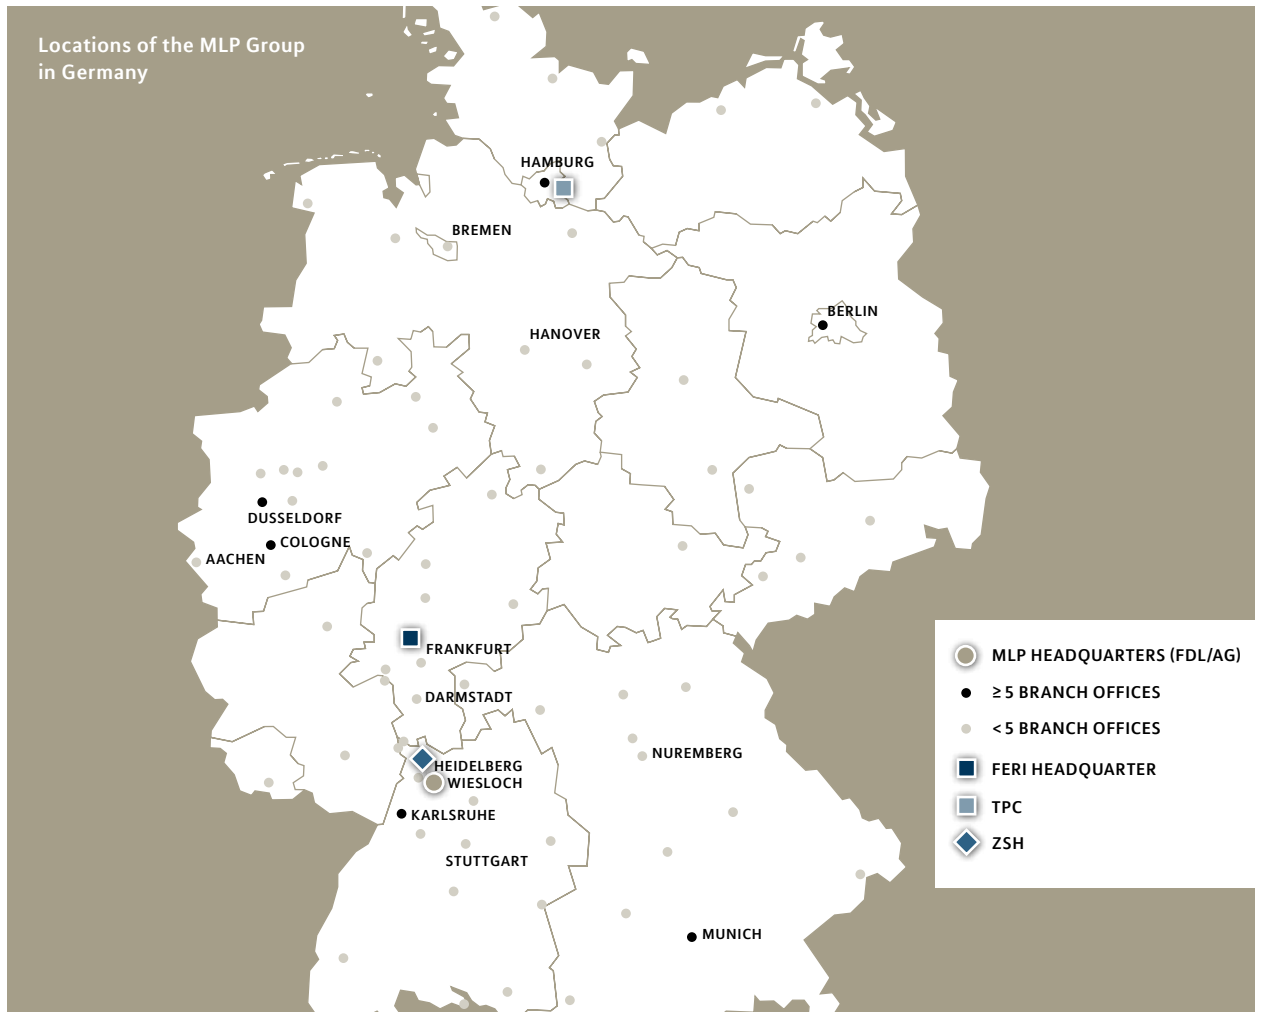 Locations of the MLP Group
in Germany
HAMBURG
BREMEN
BERLIN
HANOVER
DUSSELDORF
COLOGNE
AACHEN
FRANKFURT
DARMSTADT
NUREMBERG
HEIDELBERG
WIESLOCH
KARLSRUHE
STUTTGART
MUNICH
MLP HEADQUARTERS (FDL/AG)
≥ 5 BRANCH OFFICES
< 5 BRANCH OFFICES
FERI HEADQUARTER
TPC
ZSH